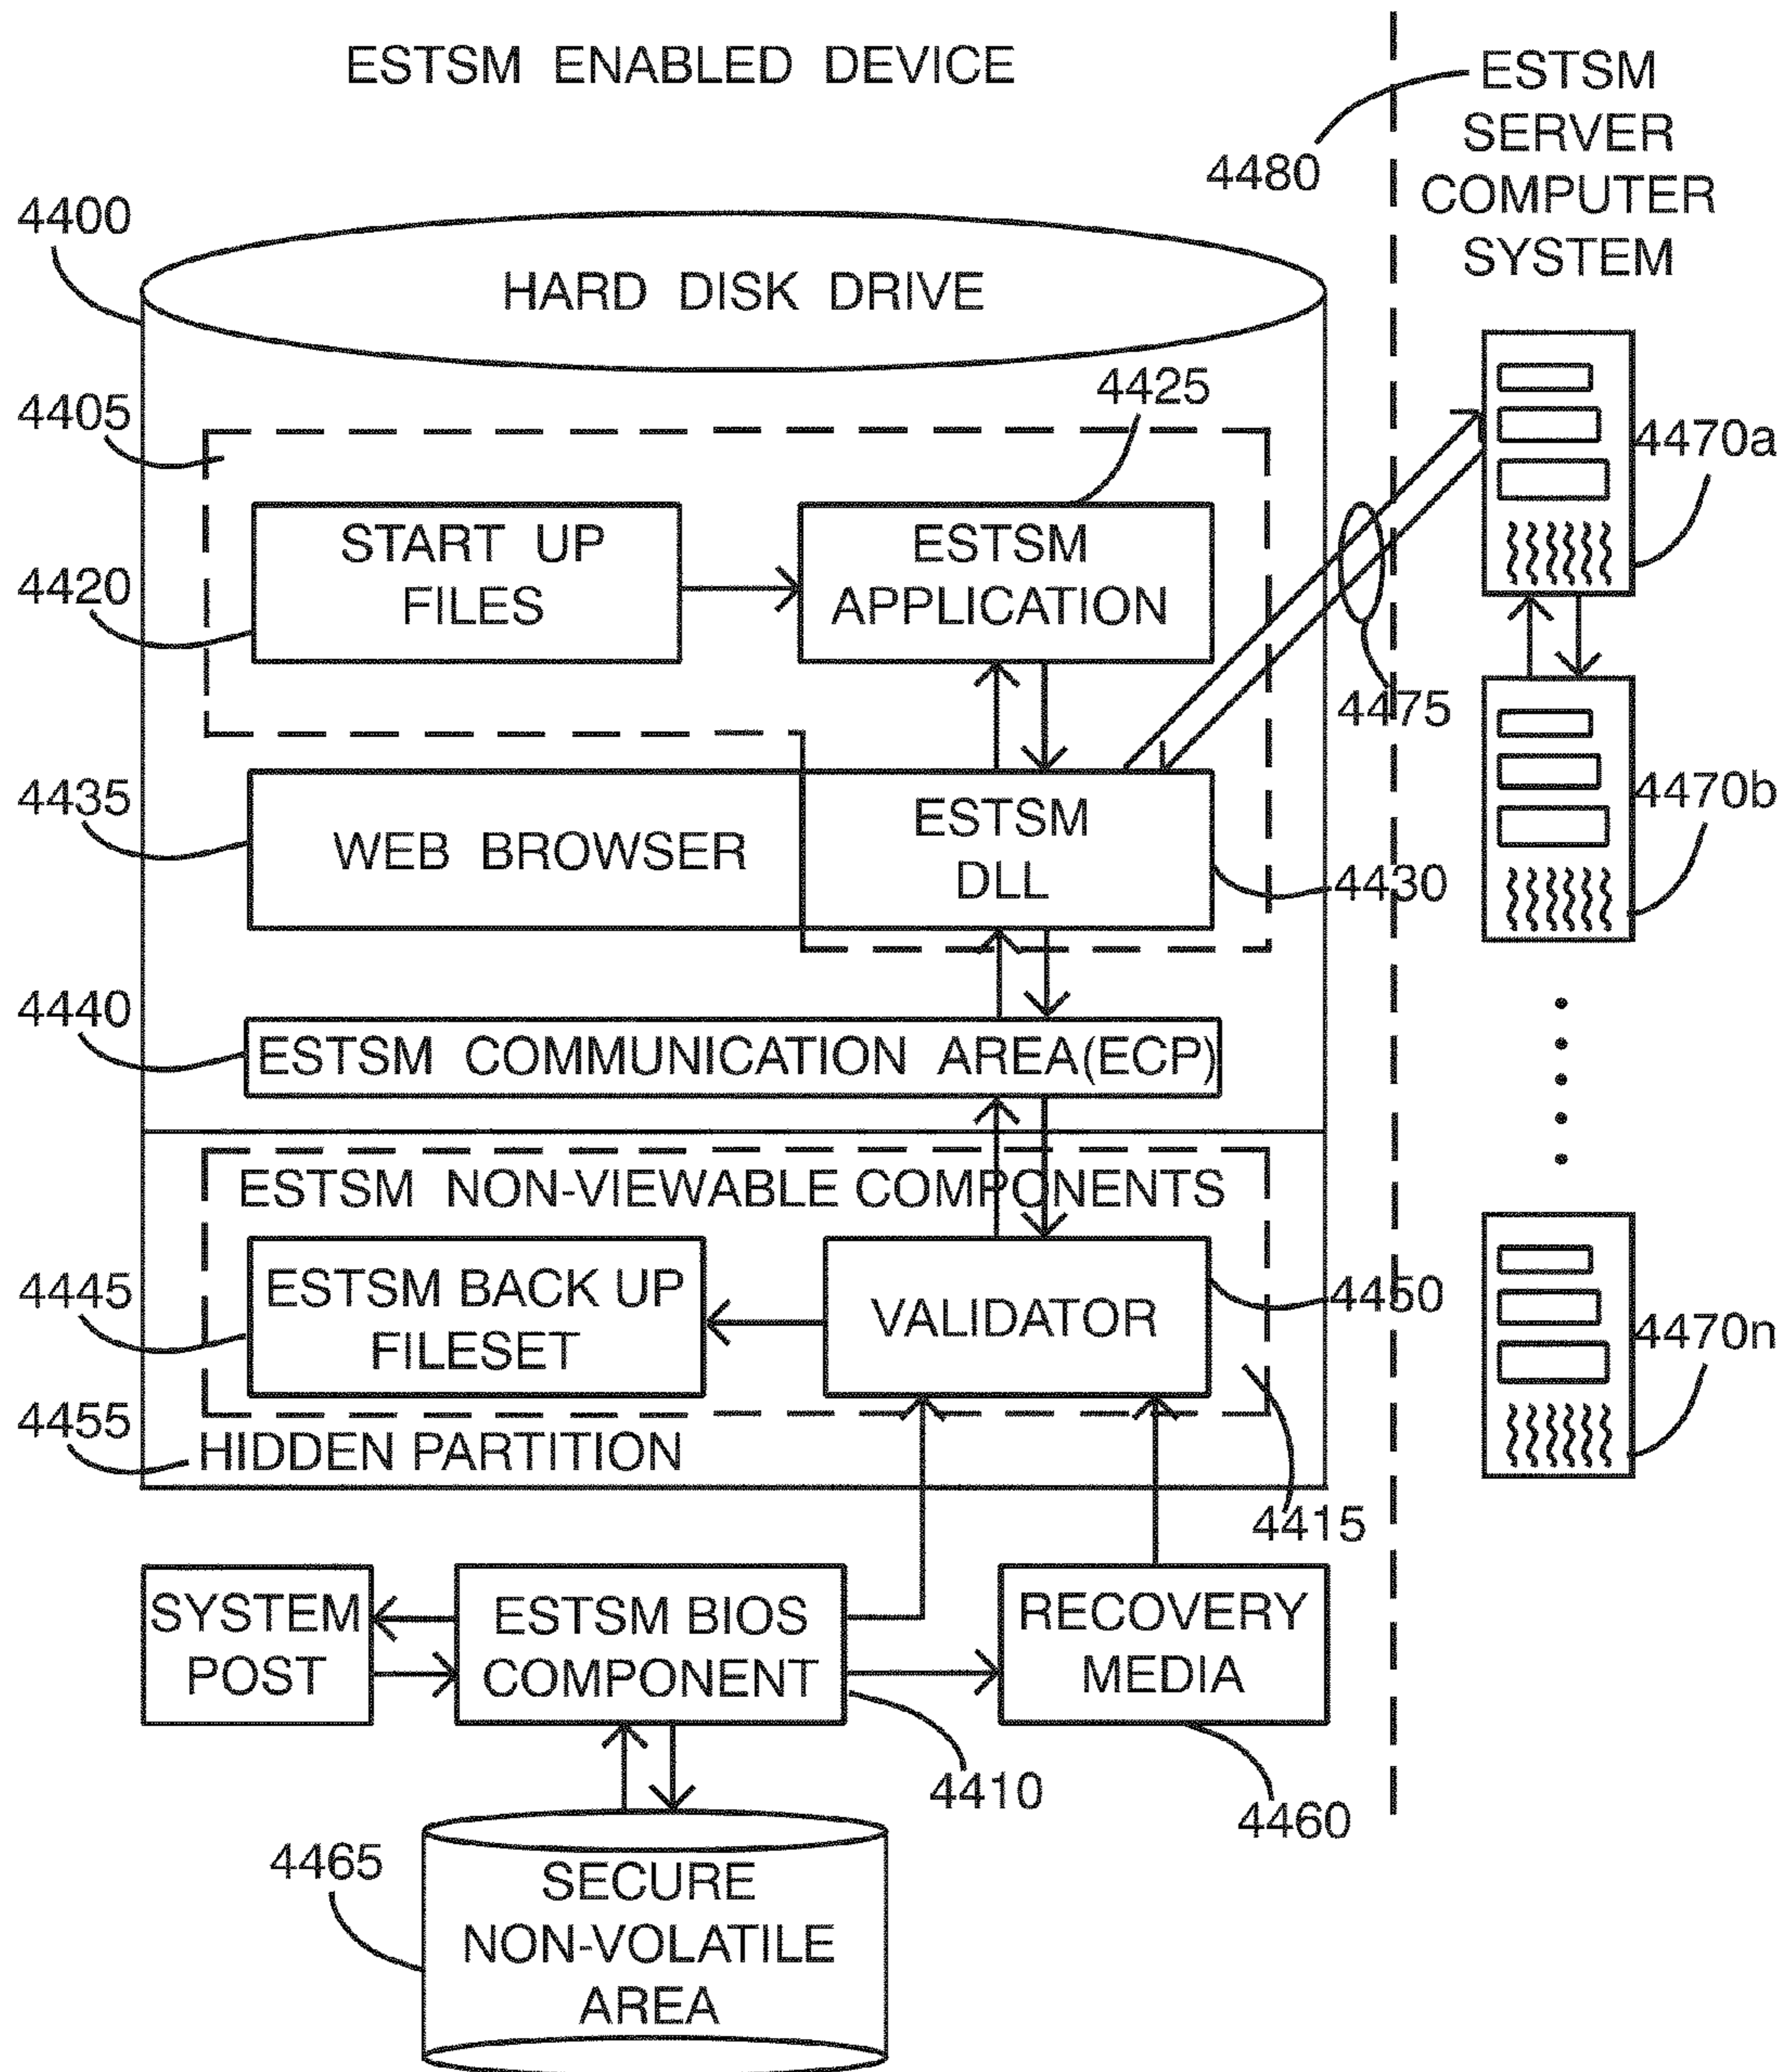 ESTSM ENABLED DEVICE
ESTSM
SERVER
COMPUTER
SYSTEM
4480
4400
HARD DISK DRIVE
4405
4425
4470a
START UP
FILES
ESTSM
APPLICATION
4420
4475
4435
WEB BROWSER
ESTSM
DLL
4430
4470b
4440
ESTSM COMMUNICATION AREA(ECP)
ESTSM NON-VIEWABLE COMPONENTS
4445
ESTSM BACK UP
FILESET
VALIDATOR
4450
4470n
4455
HIDDEN PARTITION
4415
SYSTEM
POST
ESTSM BIOS
COMPONENT
RECOVERY
MEDIA
4410
4460
4465
SECURE
NON-VOLATILE
AREA